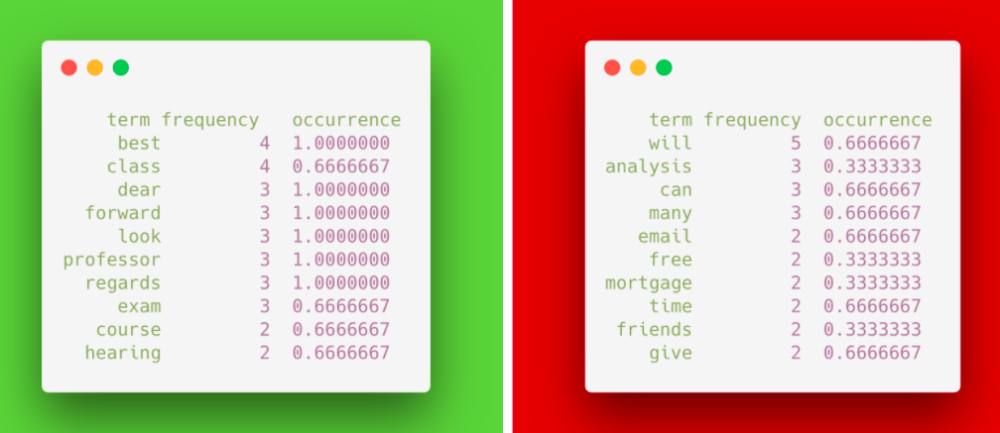 term frequency occurrence
best 4 1.0000000
class 4 0.6666667
dear 3 1.0000000
forward 3 1.0000000
look 3 1.0000000
professor 3 1.0000000
regards 3 1.0000000
exam 3 0.6666667
course 2 0.6666667
hearing 2 0.6666667
term frequency occurrence
will 5 0.6666667
analysis 3 0.3333333
can 3 0.6666667
many 3 0.6666667
email 2 0.6666667
free 2 0.3333333
mortgage 2 0.3333333
time 2 0.6666667
friends 2 0.3333333
give 2 0.6666667